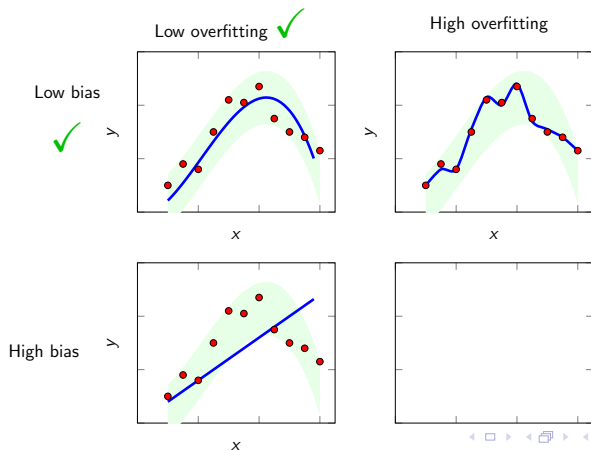 Low overfitting ✓
High overfitting
Low bias
✓
y
x
y
x
High bias
y
x